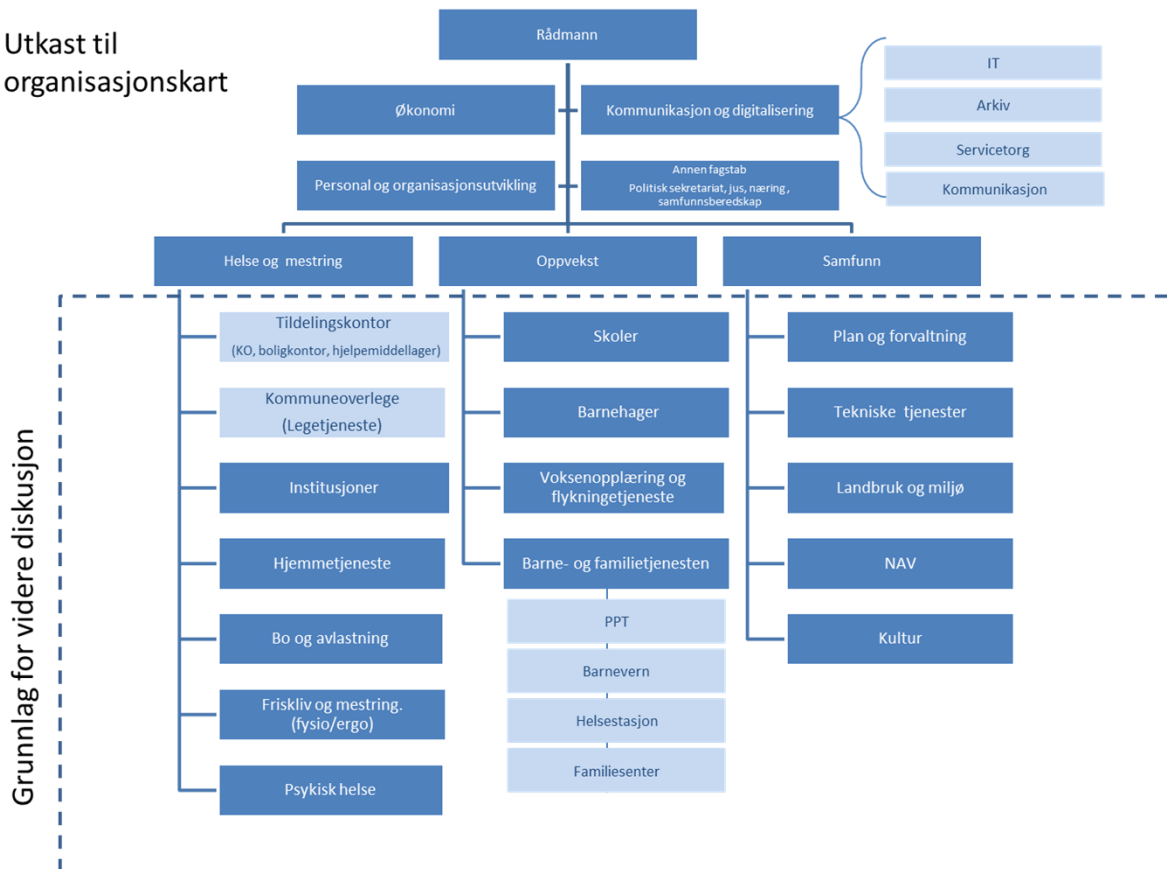 Utkast til
organisasjonskart
Rådmann
Økonomi
Kommunikasjon og digitalisering
IT
Arkiv
Servicetorg
Kommunikasjon
Personal og organisasjonsutvikling
Annen fagstab
Politisk sekretariat, jus, næring ,
samfunnsberedskap
Helse og mestring
Oppvekst
Samfunn
Grunnlag for videre diskusjon
Tildelingskontor
(KO, boligkontor, hjelpemiddellager)
Kommuneoverlege
(Legetjeneste)
Institusjoner
Hjemmetjeneste
Bo og avlastning
Friskliv og mestring.
(fysio/ergo)
Psykisk helse
Skoler
Barnehager
Voksenopplæring og
flykningetjeneste
Barne- og familietjenesten
PPT
Barnevern
Helsestasjon
Familiesenter
Plan og forvaltning
Tekniske tjenester
Landbruk og miljø
NAV
Kultur